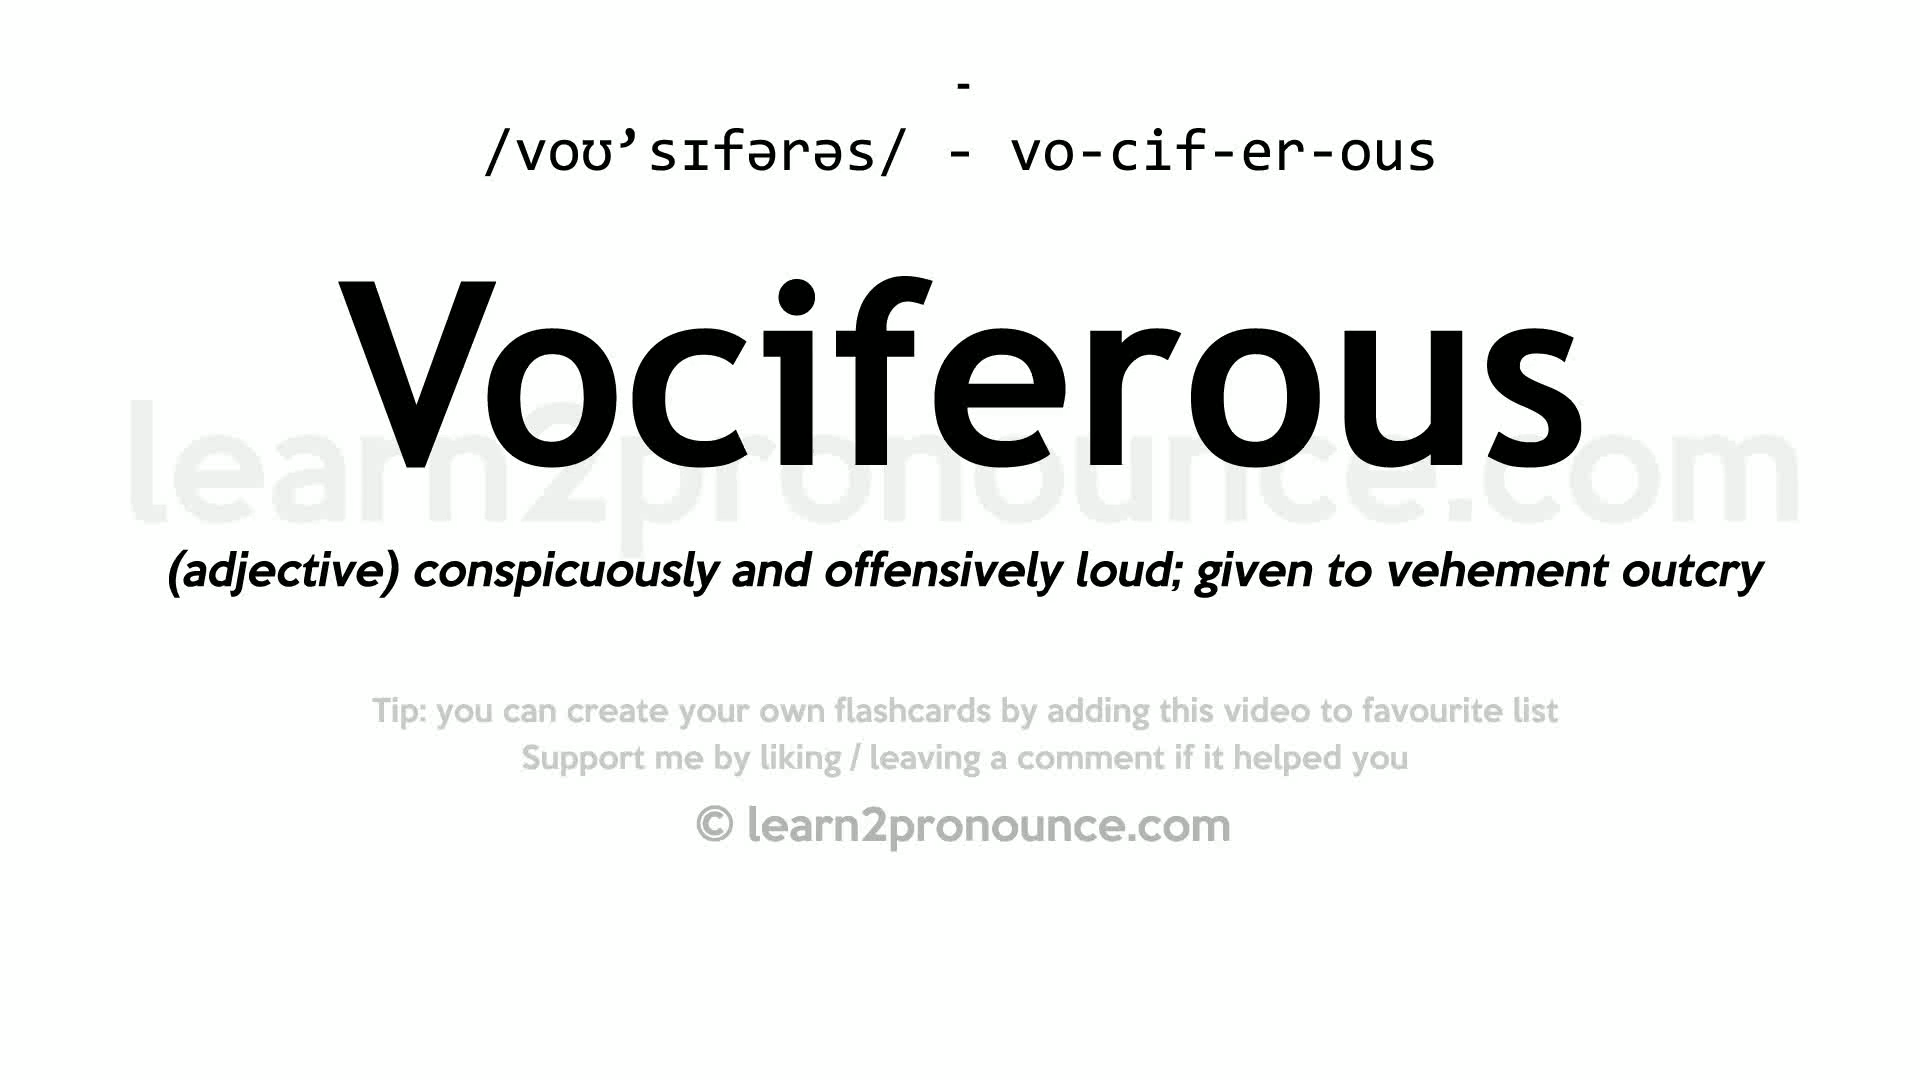 -
/voʊ’sɪfərəs/ - vo-cif-er-ous
Vociferous
learn2pronounce.com
(adjective) conspicuously and offensively loud; given to vehement outcry
Tip: you can create your own flashcards by adding this video to favourite list
Support me by liking / leaving a comment if it helped you
© learn2pronounce.com